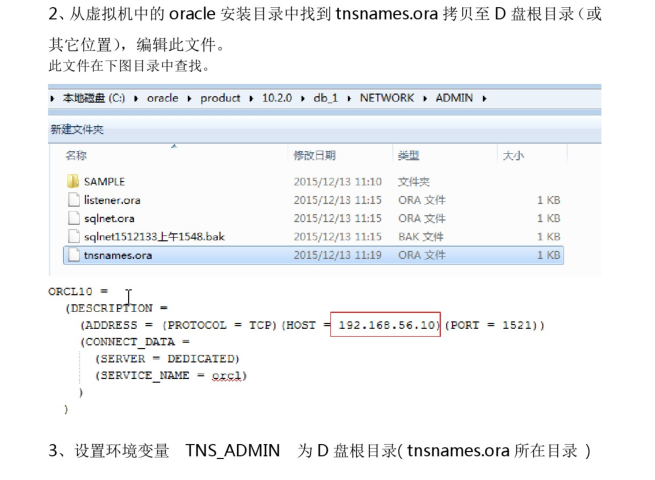 2、从虚拟机中的 oracle 安装目录中找到 tnsnames.ora 拷贝至 D 盘根目录（或
其它位置），编辑此文件。
此文件在下图目录中查找。
本地磁盘 (C:) ▸ oracle ▸ product ▸ 10.2.0 ▸ db_1 ▸ NETWORK ▸ ADMIN ▸
新建文件夹
名称 修改日期 类型 大小
SAMPLE 2015/12/13 11:10 文件夹
listener.ora 2015/12/13 11:15 ORA 文件 1 KB
sqlnet.ora 2015/12/13 11:15 ORA 文件 1 KB
sqlnet1512133上午1548.bak 2015/12/13 11:15 BAK 文件 1 KB
tnsnames.ora 2015/12/13 11:19 ORA 文件 1 KB
ORCL10 =
(DESCRIPTION =
(ADDRESS = (PROTOCOL = TCP)(HOST = 192.168.56.10)(PORT = 1521))
(CONNECT_DATA =
(SERVER = DEDICATED)
(SERVICE_NAME = orcl)
)
)
3、设置环境变量 TNS_ADMIN 为 D 盘根目录( tnsnames.ora 所在目录 )